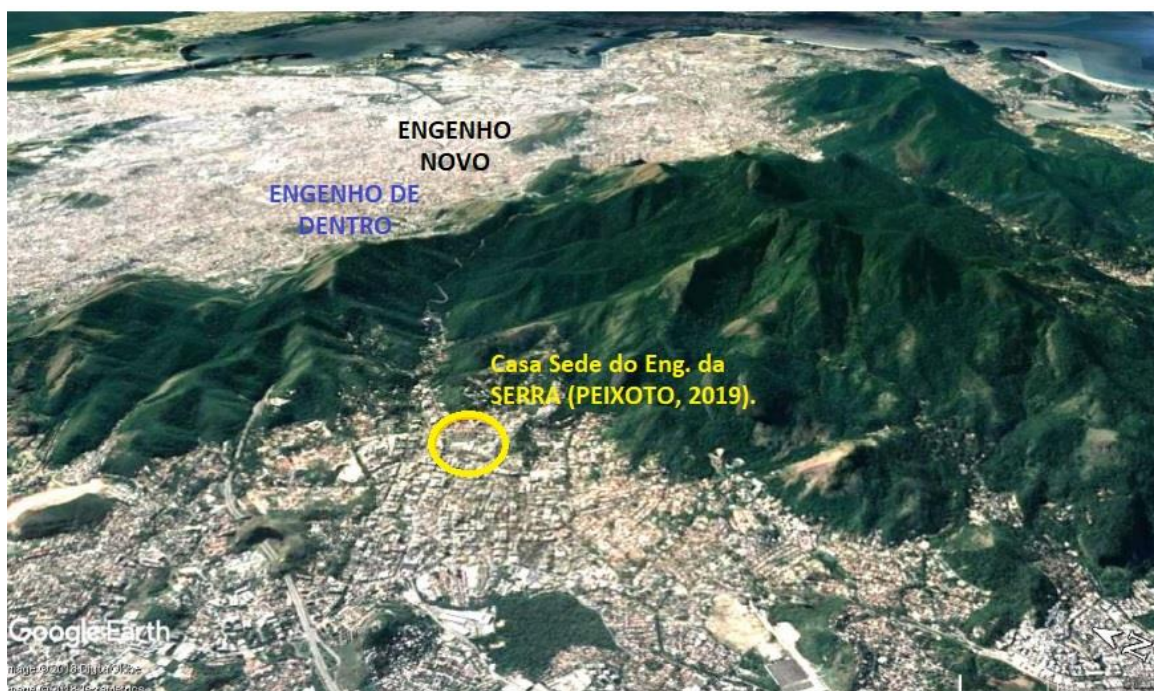 ENGENHO
NOVO
ENGENHO DE
DENTRO
Casa Sede do Eng. da
SERRA (PEIXOTO, 2019).
Google Earth